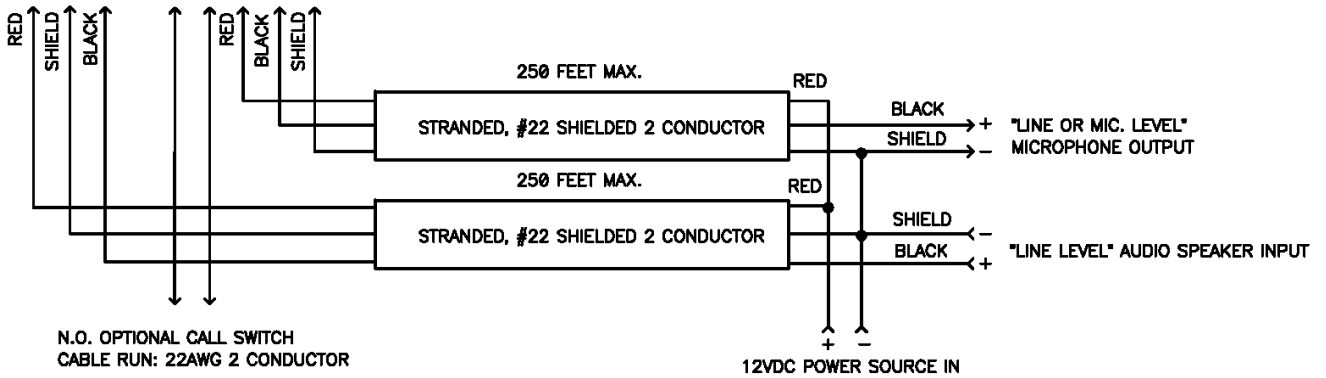 RED
SHIELD
BLACK
RED
BLACK
SHIELD
250 FEET MAX.
RED
STRANDED, #22 SHIELDED 2 CONDUCTOR
BLACK
+
"LINE OR MIC. LEVEL"
SHIELD
-
MICROPHONE OUTPUT
250 FEET MAX.
RED
STRANDED, #22 SHIELDED 2 CONDUCTOR
SHIELD
-
BLACK
+
"LINE LEVEL" AUDIO SPEAKER INPUT
N.O. OPTIONAL CALL SWITCH
CABLE RUN: 22AWG 2 CONDUCTOR
+ -
12VDC POWER SOURCE IN